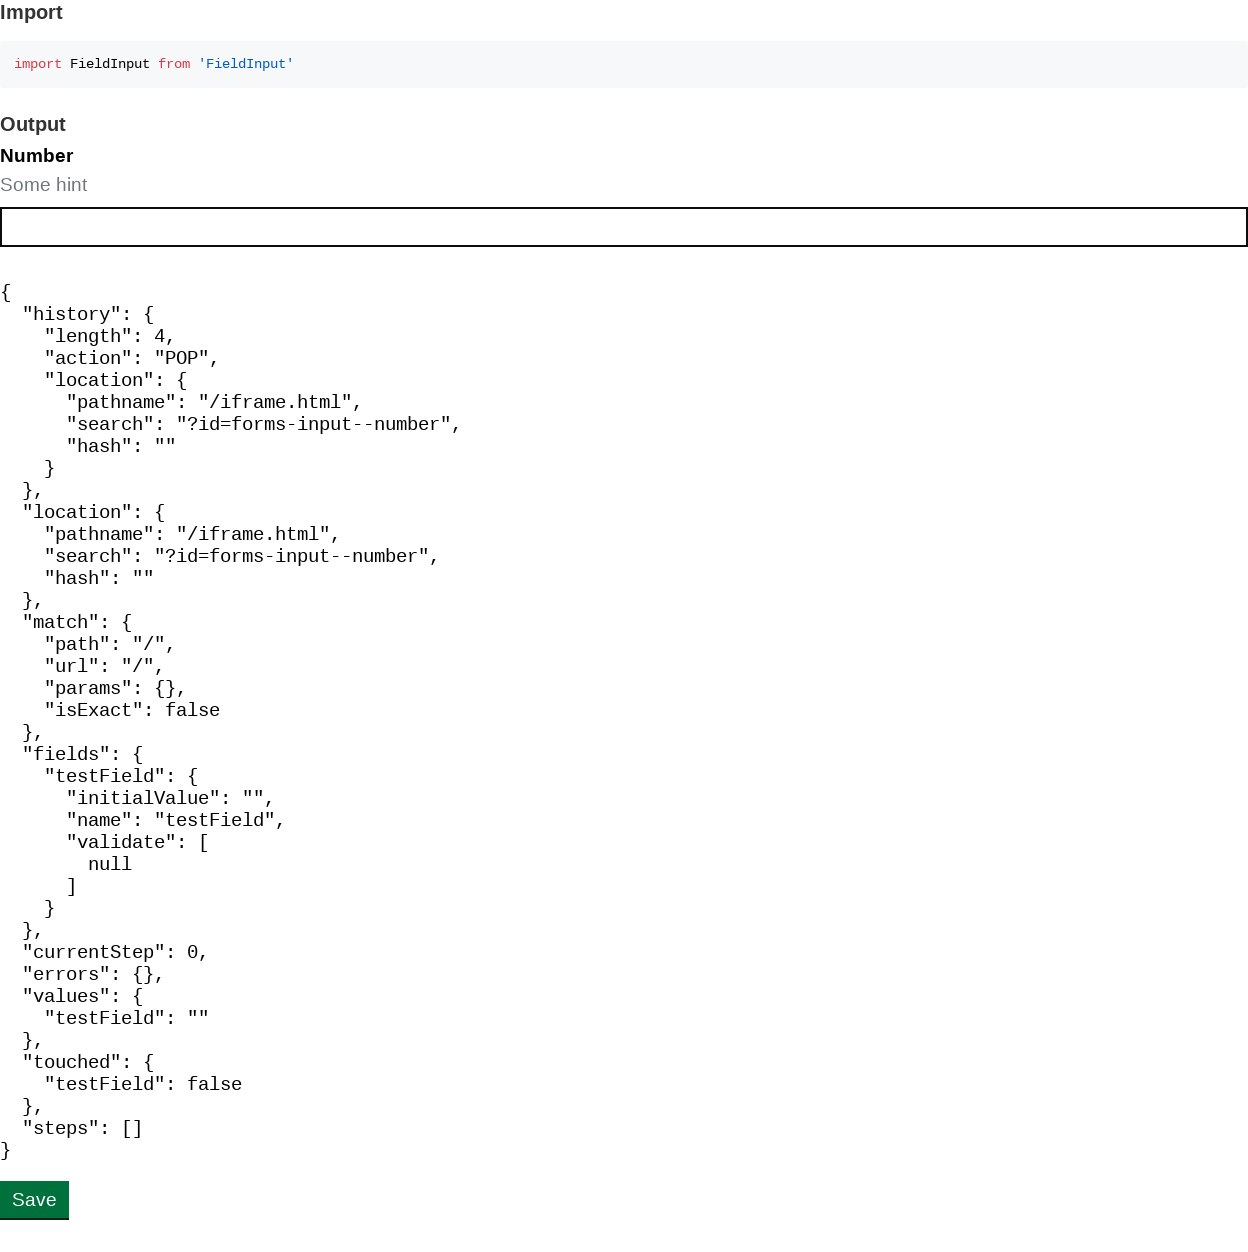 Import
import FieldInput from 'FieldInput'
Output
Number
Some hint
{
  "history": {
    "length": 4,
    "action": "POP",
    "location": {
      "pathname": "/iframe.html",
      "search": "?id=forms-input--number",
      "hash": ""
    }
  },
  "location": {
    "pathname": "/iframe.html",
    "search": "?id=forms-input--number",
    "hash": ""
  },
  "match": {
    "path": "/",
    "url": "/",
    "params": {},
    "isExact": false
  },
  "fields": {
    "testField": {
      "initialValue": "",
      "name": "testField",
      "validate": [
        null
      ]
    }
  },
  "currentStep": 0,
  "errors": {},
  "values": {
    "testField": ""
  },
  "touched": {
    "testField": false
  },
  "steps": []
}
Save